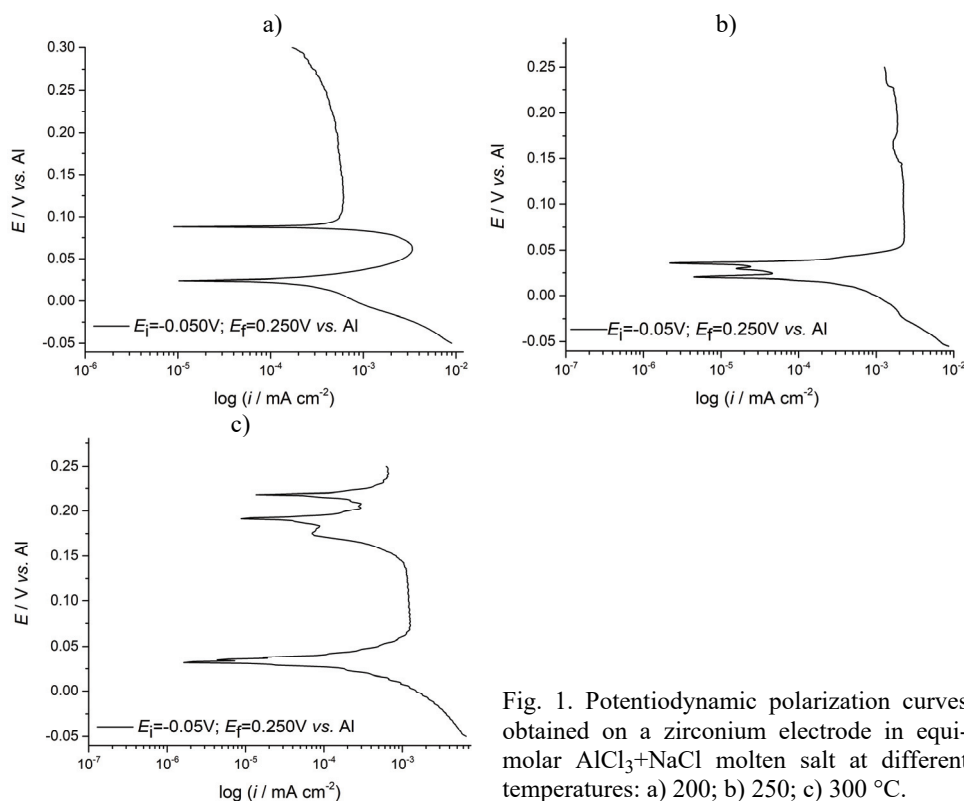 a)
0.30
0.25
0.20
0.15
0.10
0.05
0.00
-0.05
E / V vs. Al
E_i=-0.050V; E_f=0.250V vs. Al
10^-6 10^-5 10^-4 10^-3 10^-2
log (i / mA cm^-2)
b)
0.25
0.20
0.15
0.10
0.05
0.00
-0.05
E / V vs. Al
E_i=-0.05V; E_f=0.250V vs. Al
10^-7 10^-6 10^-5 10^-4 10^-3 10^-2
log (i / mA cm^-2)
c)
0.25
0.20
0.15
0.10
0.05
0.00
-0.05
E / V vs. Al
E_i=-0.05V; E_f=0.250V vs. Al
10^-7 10^-6 10^-5 10^-4 10^-3
log (i / mA cm^-2)
Fig. 1. Potentiodynamic polarization curves
obtained on a zirconium electrode in equi-
molar AlCl3+NaCl molten salt at different
temperatures: a) 200; b) 250; c) 300 °C.